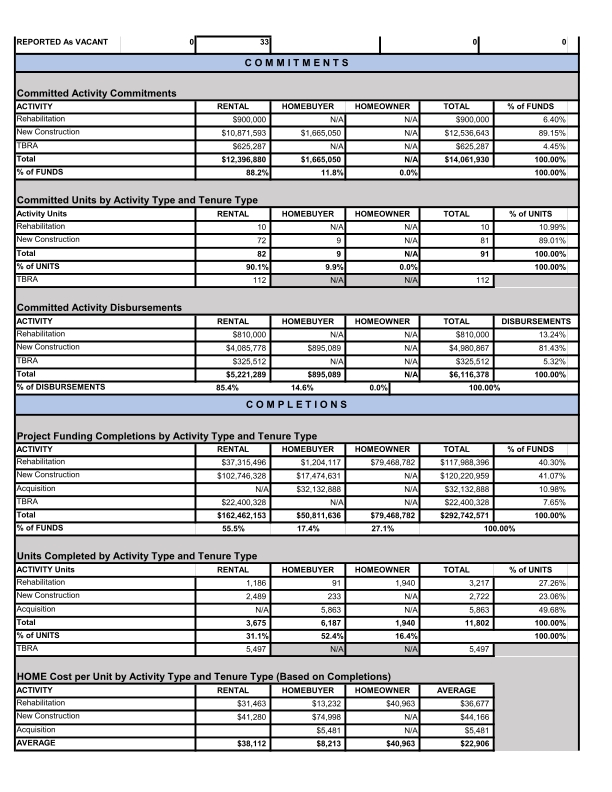 REPORTED As VACANT 0 33 0 0
COMMITMENTS
Committed Activity Commitments
ACTIVITY RENTAL HOMEBUYER HOMEOWNER TOTAL % of FUNDS
Rehabilitation $900,000 N/A N/A $900,000 6.40%
New Construction $10,871,593 $1,665,050 N/A $12,536,643 89.15%
TBRA $625,287 N/A N/A $625,287 4.45%
Total $12,396,880 $1,665,050 N/A $14,061,930 100.00%
% of FUNDS 88.2% 11.8% 0.0% 100.00%
Committed Units by Activity Type and Tenure Type
Activity Units RENTAL HOMEBUYER HOMEOWNER TOTAL % of UNITS
Rehabilitation 10 N/A N/A 10 10.99%
New Construction 72 9 N/A 81 89.01%
Total 82 9 N/A 91 100.00%
% of UNITS 90.1% 9.9% 0.0% 100.00%
TBRA 112 N/A N/A 112
Committed Activity Disbursements
ACTIVITY RENTAL HOMEBUYER HOMEOWNER TOTAL DISBURSEMENTS
Rehabilitation $810,000 N/A N/A $810,000 13.24%
New Construction $4,085,778 $895,089 N/A $4,980,867 81.43%
TBRA $325,512 N/A N/A $325,512 5.32%
Total $5,221,289 $895,089 N/A $6,116,378 100.00%
% of DISBURSEMENTS 85.4% 14.6% 0.0% 100.00%
COMPLETIONS
Project Funding Completions by Activity Type and Tenure Type
ACTIVITY RENTAL HOMEBUYER HOMEOWNER TOTAL % of FUNDS
Rehabilitation $37,315,496 $1,204,117 $79,468,782 $117,988,396 40.30%
New Construction $102,746,328 $17,474,631 N/A $120,220,959 41.07%
Acquisition N/A $32,132,888 N/A $32,132,888 10.98%
TBRA $22,400,328 N/A N/A $22,400,328 7.65%
Total $162,462,153 $50,811,636 $79,468,782 $292,742,571 100.00%
% of FUNDS 55.5% 17.4% 27.1% 100.00%
Units Completed by Activity Type and Tenure Type
ACTIVITY Units RENTAL HOMEBUYER HOMEOWNER TOTAL % of UNITS
Rehabilitation 1,186 91 1,940 3,217 27.26%
New Construction 2,489 233 N/A 2,722 23.06%
Acquisition N/A 5,863 N/A 5,863 49.68%
Total 3,675 6,187 1,940 11,802 100.00%
% of UNITS 31.1% 52.4% 16.4% 100.00%
TBRA 5,497 N/A N/A 5,497
HOME Cost per Unit by Activity Type and Tenure Type (Based on Completions)
ACTIVITY RENTAL HOMEBUYER HOMEOWNER AVERAGE
Rehabilitation $31,463 $13,232 $40,963 $36,677
New Construction $41,280 $74,998 N/A $44,166
Acquisition $5,481 N/A $5,481
AVERAGE $38,112 $8,213 $40,963 $22,906